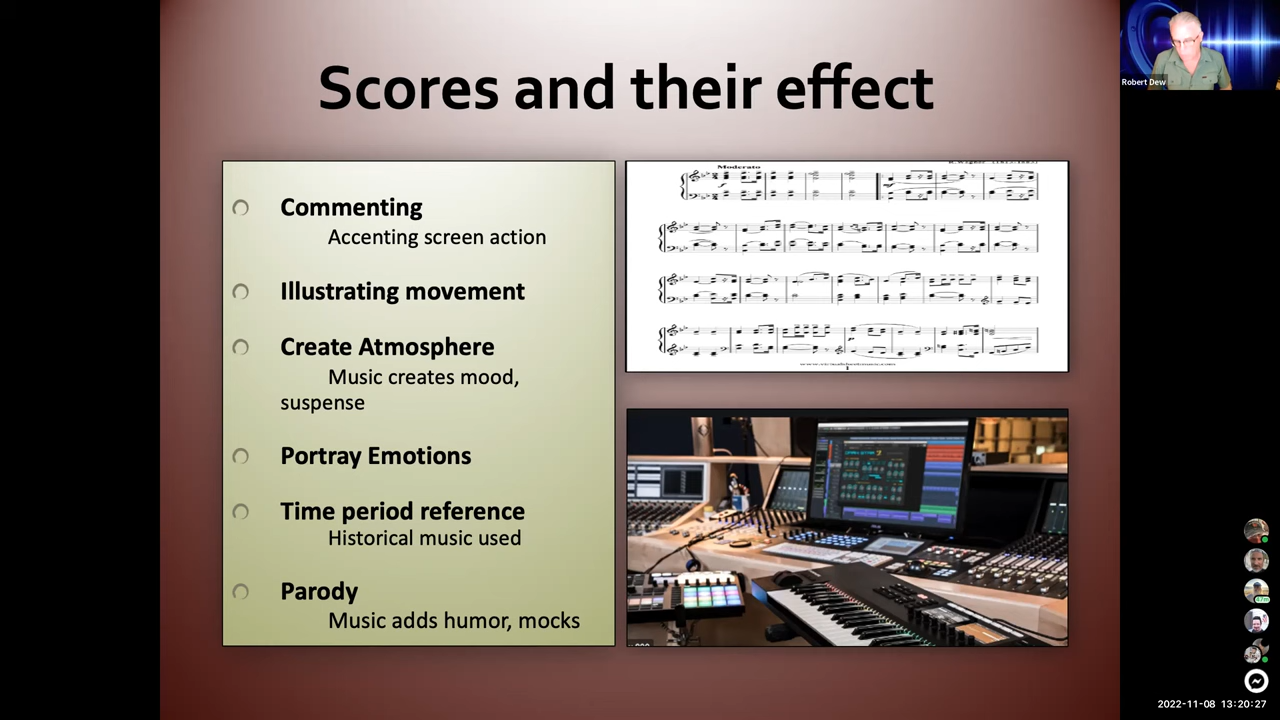 Robert Dew
Scores and their effect
Commenting
Accenting screen action
Illustrating movement
Create Atmosphere
Music creates mood,
suspense
Portray Emotions
Time period reference
Historical music used
Parody
Music adds humor, mocks
Moderato
1
2022-11-08 13:20:27